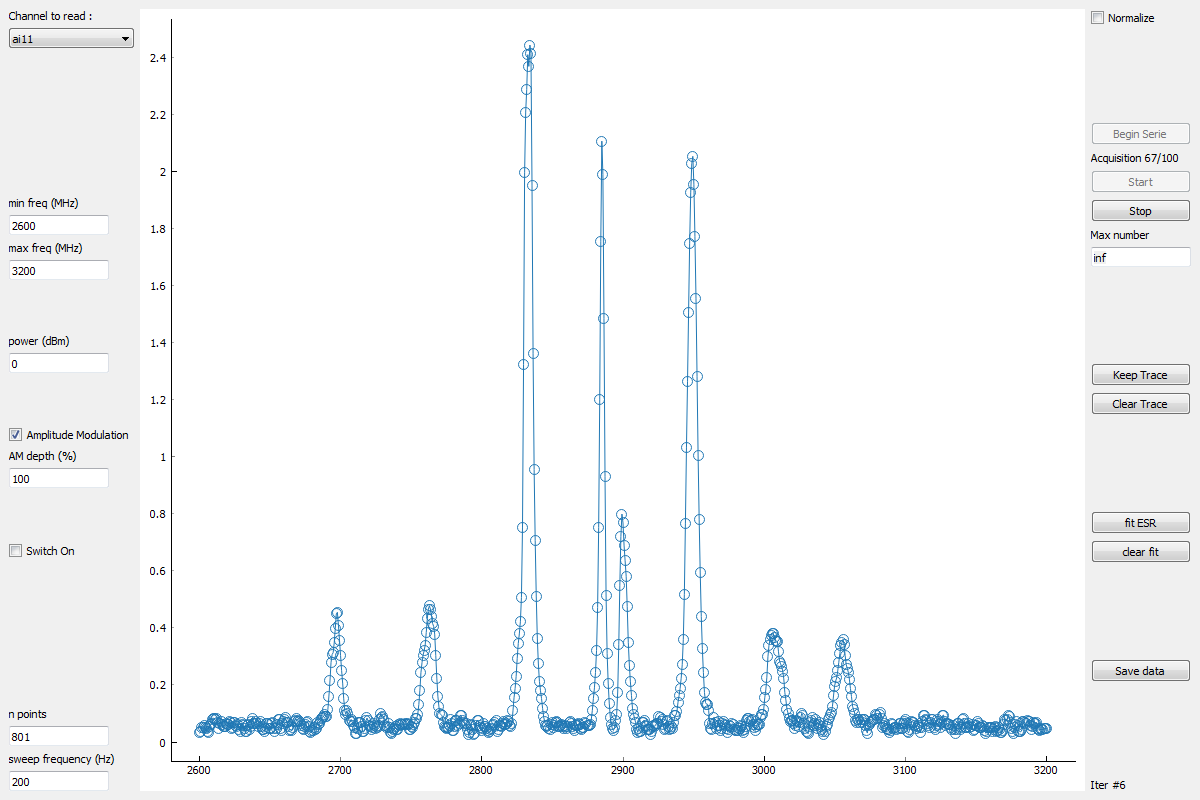 Channel to read :
ai11
min freq (MHz)
2600
max freq (MHz)
3200
power (dBm)
0
Amplitude Modulation
AM depth (%)
100
Switch On
n points
801
sweep frequency (Hz)
200
2.4
2.2
2
1.8
1.6
1.4
1.2
1
0.8
0.6
0.4
0.2
0
2600 2700 2800 2900 3000 3100 3200
Normalize
Begin Serie
Acquisition 67/100
Start
Stop
Max number
inf
Keep Trace
Clear Trace
fit ESR
clear fit
Save data
Iter #6